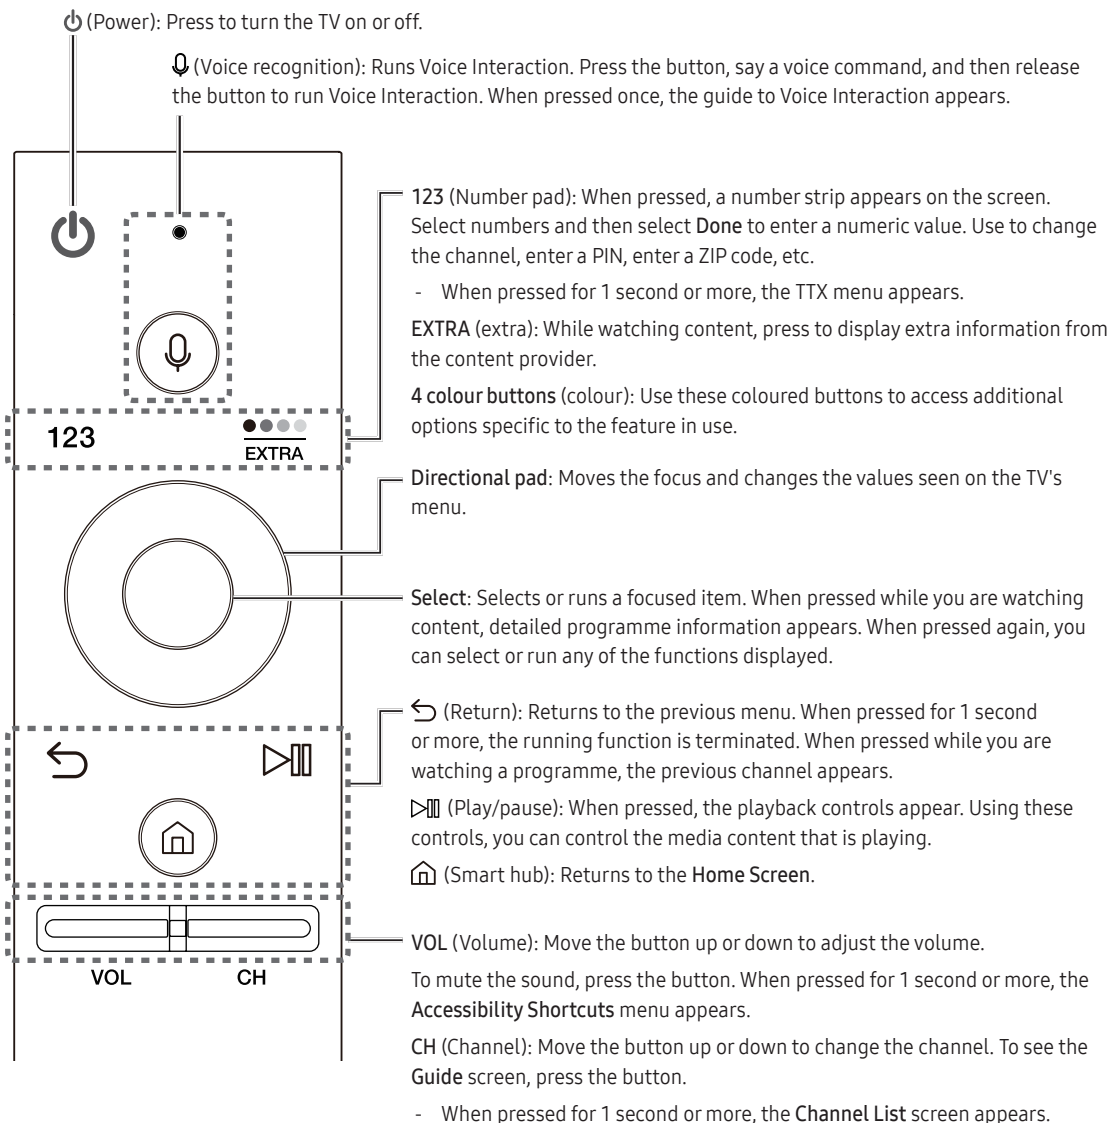 (Power): Press to turn the TV on or off.
(Voice recognition): Runs Voice Interaction. Press the button, say a voice command, and then release
the button to run Voice Interaction. When pressed once, the guide to Voice Interaction appears.
123 (Number pad): When pressed, a number strip appears on the screen.
Select numbers and then select Done to enter a numeric value. Use to change
the channel, enter a PIN, enter a ZIP code, etc.
- When pressed for 1 second or more, the TTX menu appears.
EXTRA (extra): While watching content, press to display extra information from
the content provider.
4 colour buttons (colour): Use these coloured buttons to access additional
options specific to the feature in use.
123
EXTRA
Directional pad: Moves the focus and changes the values seen on the TV's
menu.
Select: Selects or runs a focused item. When pressed while you are watching
content, detailed programme information appears. When pressed again, you
can select or run any of the functions displayed.
(Return): Returns to the previous menu. When pressed for 1 second
or more, the running function is terminated. When pressed while you are
watching a programme, the previous channel appears.
(Play/pause): When pressed, the playback controls appear. Using these
controls, you can control the media content that is playing.
(Smart hub): Returns to the Home Screen.
VOL (Volume): Move the button up or down to adjust the volume.
To mute the sound, press the button. When pressed for 1 second or more, the
Accessibility Shortcuts menu appears.
CH (Channel): Move the button up or down to change the channel. To see the
Guide screen, press the button.
- When pressed for 1 second or more, the Channel List screen appears.
VOL
CH